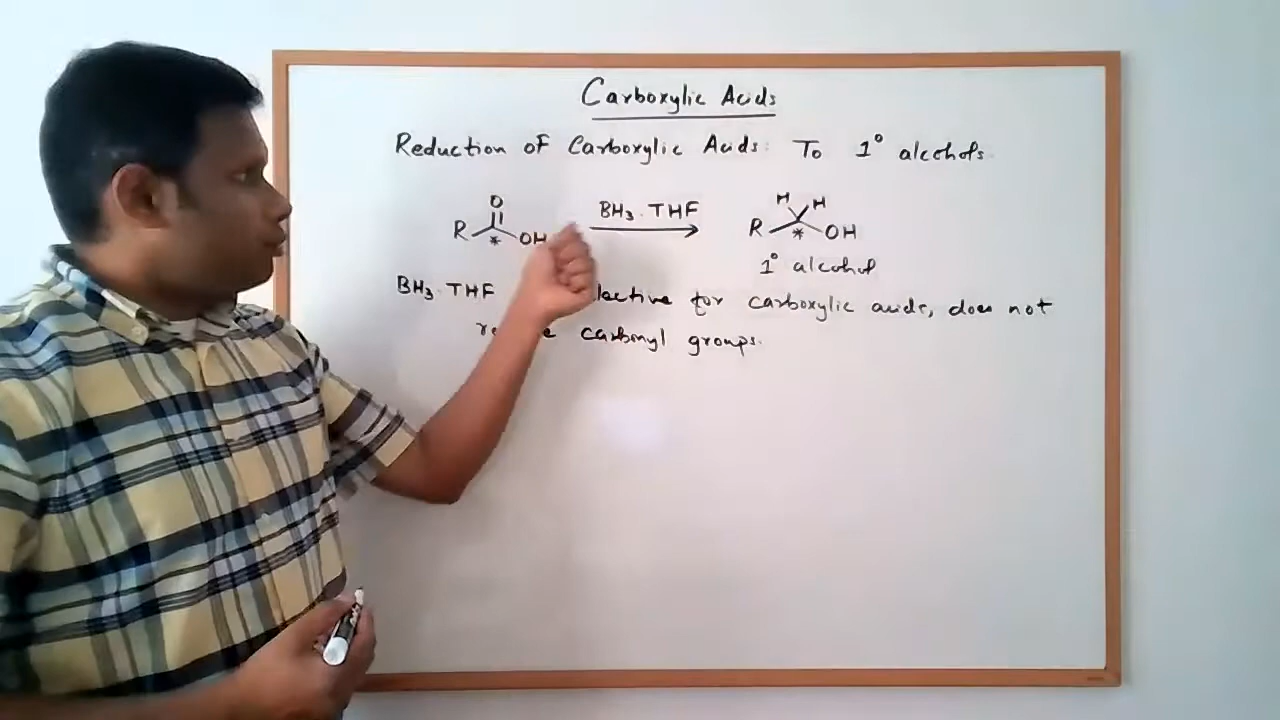 Carboxylic Acids
Reduction of Carboxylic Acids: To 1° alcohols.
O
R * OH
BH₃·THF
H H
R * OH
1° alcohol
BH₃·THF for carboxylic acids, does not
carbonyl groups.